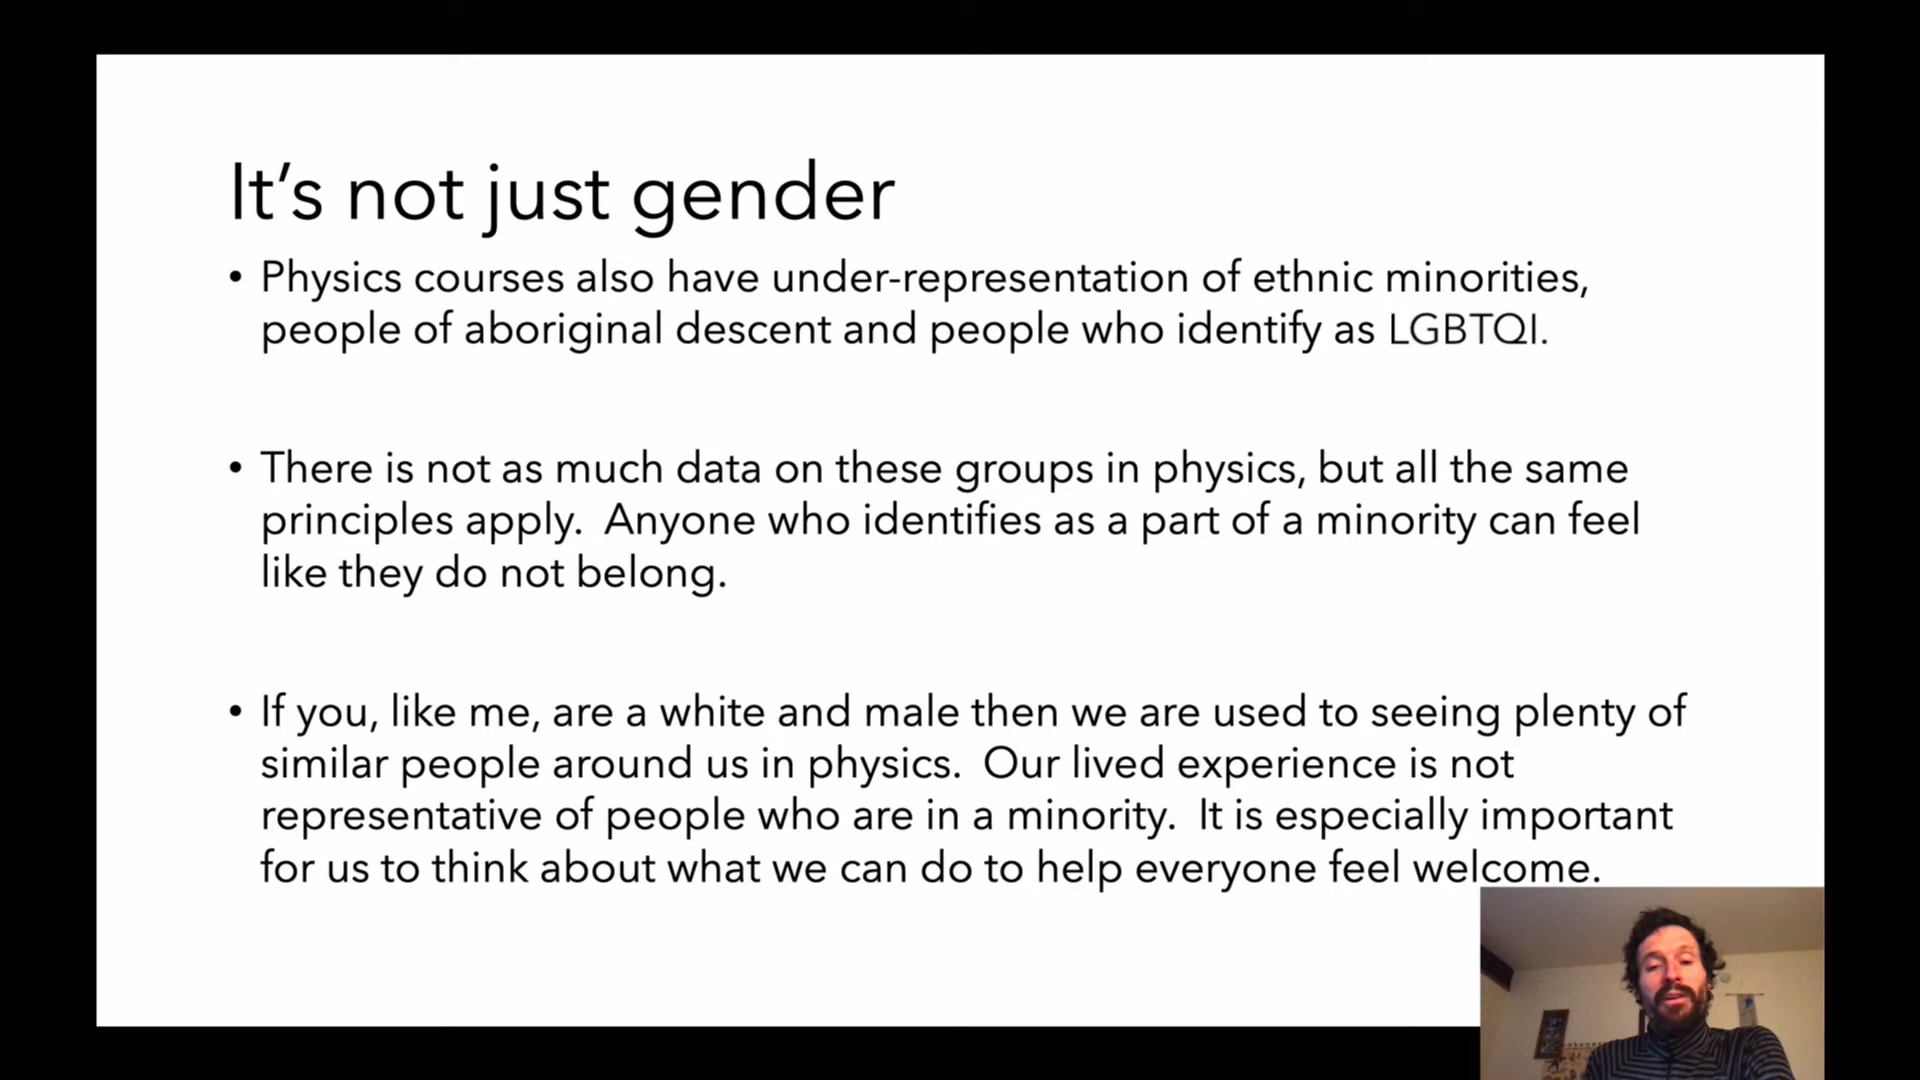 It's not just gender
• Physics courses also have under-representation of ethnic minorities,
people of aboriginal descent and people who identify as LGBTQI.
• There is not as much data on these groups in physics, but all the same
principles apply.  Anyone who identifies as a part of a minority can feel
like they do not belong.
• If you, like me, are a white and male then we are used to seeing plenty of
similar people around us in physics.  Our lived experience is not
representative of people who are in a minority.  It is especially important
for us to think about what we can do to help everyone feel welcome.